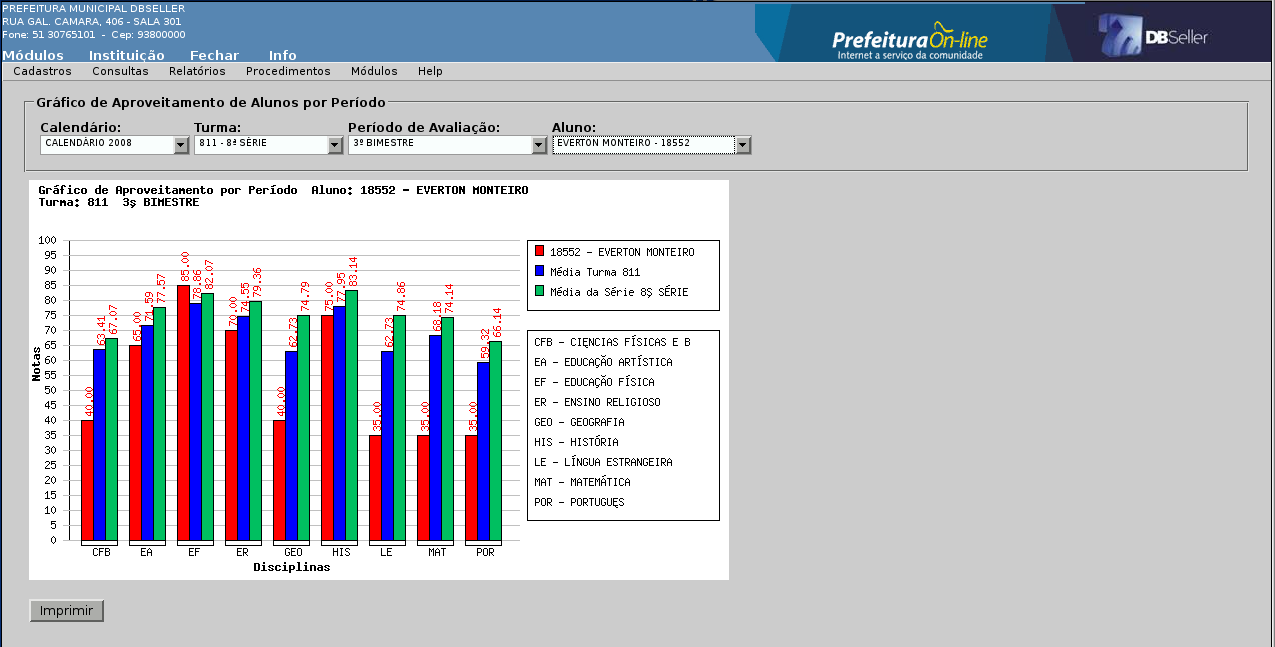 PREFEITURA MUNICIPAL DBSELLER
RUA GAL. CAMARA, 406 - SALA 301
Fone: 51 30765101 - Cep: 93800000
Prefeitura On-line
Internet a serviço da comunidade
DBSeller
Módulos Instituição Fechar Info
Cadastros Consultas Relatórios Procedimentos Módulos Help
Gráfico de Aproveitamento de Alunos por Período
Calendário: Turma: Período de Avaliação: Aluno:
CALENDÁRIO 2008 811 - 8ª SÉRIE 3º BIMESTRE EVERTON MONTEIRO - 18552
Gráfico de Aproveitamento por Período Aluno: 18552 - EVERTON MONTEIRO
Turma: 811 3ş BIMESTRE
Notas
100
95
90
85
80
75
70
65
60
55
50
45
40
35
30
25
20
15
10
5
0
40.00 63.41 67.07
65.00 71.59 77.57
85.00 78.86 82.07
70.00 74.55 79.36
40.00 62.73 74.79
75.00 77.95 83.14
35.00 62.73 74.86
35.00 68.18 74.14
35.00 59.32 66.14
CFB EA EF ER GEO HIS LE MAT POR
Disciplinas
18552 - EVERTON MONTEIRO
Média Turma 811
Média da Série 8Ş SÉRIE
CFB - CIĘNCIAS FÍSICAS E B
EA - EDUCAÇĂO ARTÍSTICA
EF - EDUCAÇĂO FÍSICA
ER - ENSINO RELIGIOSO
GEO - GEOGRAFIA
HIS - HISTÓRIA
LE - LÍNGUA ESTRANGEIRA
MAT - MATEMÁTICA
POR - PORTUGUĘS
Imprimir